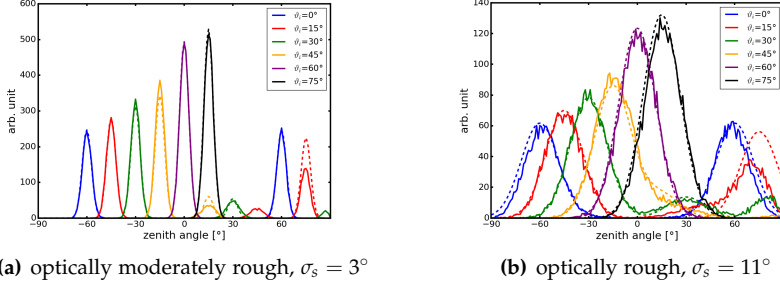 600
500
400
300
200
100
0
arb. unit
−90
−60
−30
0
30
60
90
zenith angle [°]
ϑᵢ=0°
ϑᵢ=15°
ϑᵢ=30°
ϑᵢ=45°
ϑᵢ=60°
ϑᵢ=75°
(a) optically moderately rough, σₛ = 3°
140
120
100
80
60
40
20
0
arb. unit
−90
−60
−30
0
30
60
90
zenith angle [°]
ϑᵢ=0°
ϑᵢ=15°
ϑᵢ=30°
ϑᵢ=45°
ϑᵢ=60°
ϑᵢ=75°
(b) optically rough, σₛ = 11°